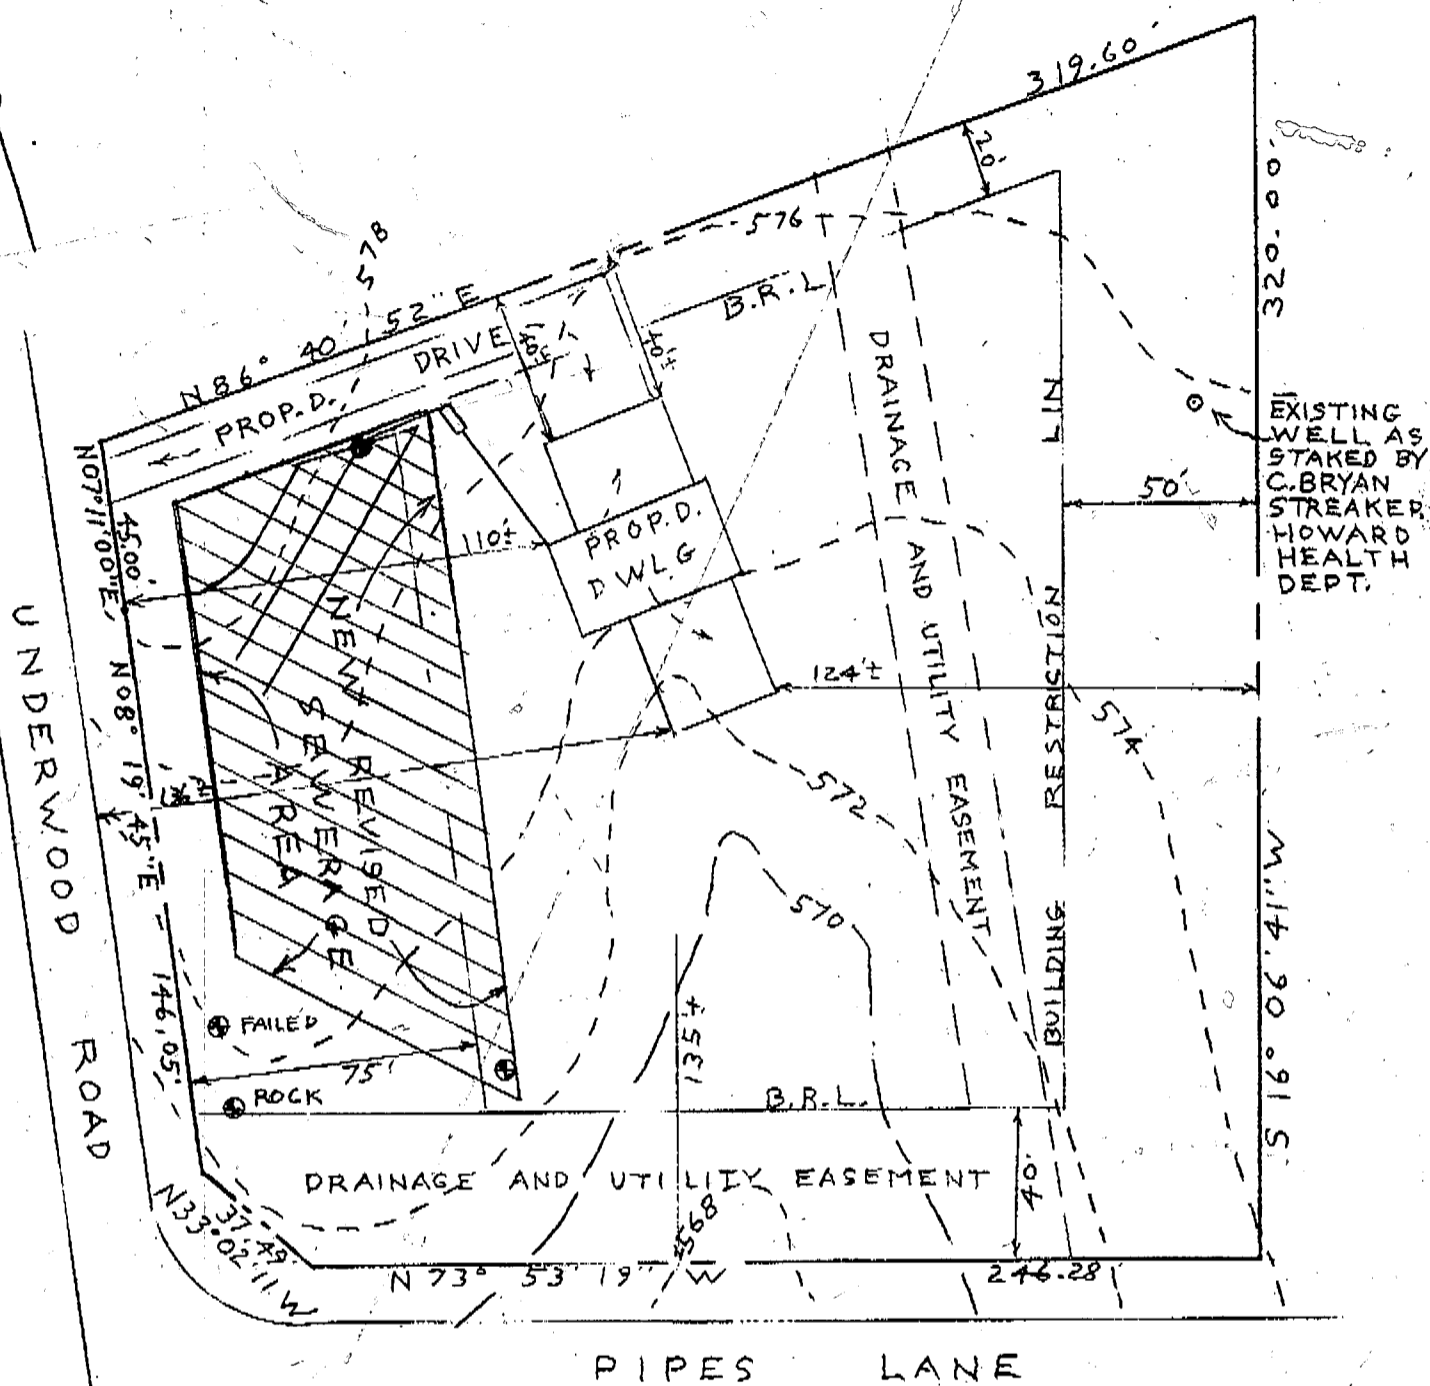 319.60'
20'
576
578
B.R.L.
N86° 40' 52" E
PROP.D. DRIVE
40'±
40'±
320.00'
EXISTING
WELL AS
STAKED BY
C.BRYAN
STREAKER,
HOWARD
HEALTH
DEPT.
50'
N07°11'00"E,
45.00'
110'±
PROP.D.
DWLG
DRAINAGE AND UTILITY EASEMENT
BUILDING RESTRICTION LIN
124'±
574
572
570
NEW - REVISED
SEWERAGE
AREA
N08° 19' 45"E
146.05'
136'±
UNDERWOOD ROAD
S 16° 06' 14" W
FAILED
75'
ROCK
135'±
B.R.L.
40'
DRAINAGE AND UTILITY EASEMENT
568
37.49'
N33°02'11"W
N 73° 53' 19" W
246.28'
PIPES LANE